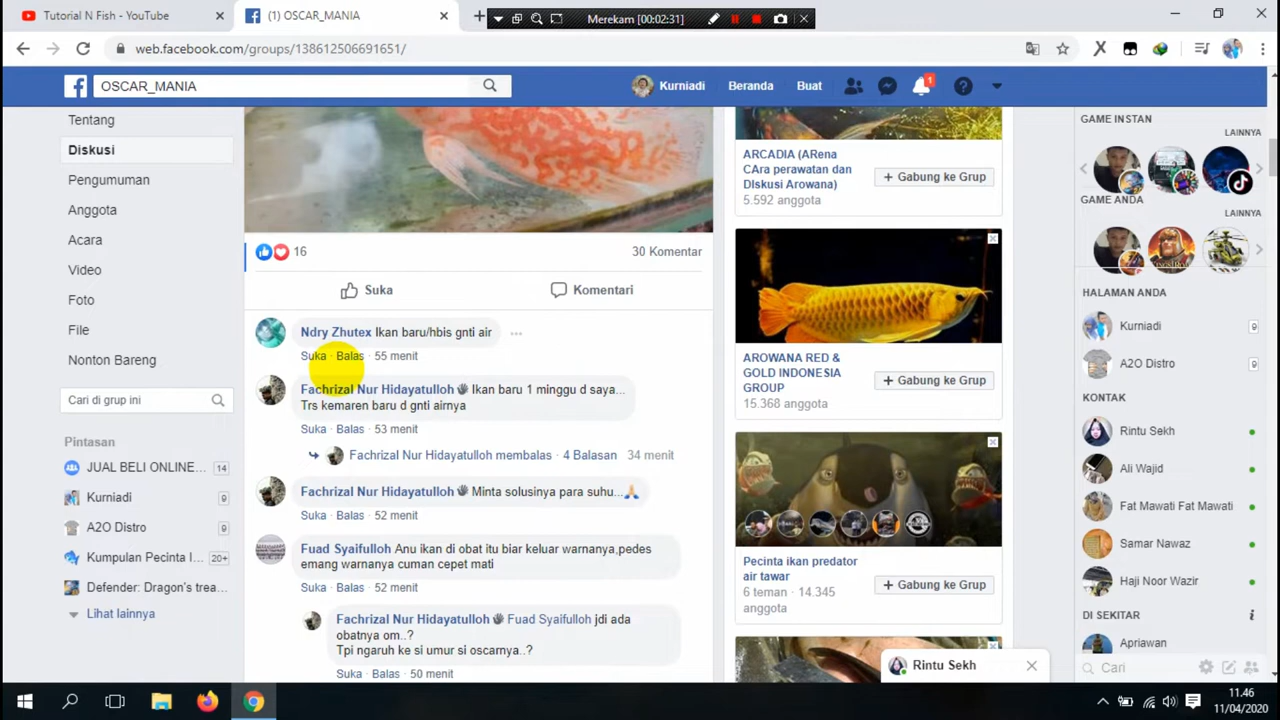 Tutorial N Fish - YouTube
(1) OSCAR_MANIA
Merekam [00:02:31]
web.facebook.com/groups/138612506691651/
OSCAR_MANIA
Kurniadi
Beranda
Buat
1
Tentang
Diskusi
Pengumuman
Anggota
Acara
Video
Foto
File
Nonton Bareng
Cari di grup ini
Pintasan
JUAL BELI ONLINE... 14
Kurniadi 9
A2O Distro 9
Kumpulan Pecinta I... 20+
Defender: Dragon's trea...
Lihat lainnya
16
30 Komentar
Suka
Komentari
Ndry Zhutex Ikan baru/hbis gnti air
Suka · Balas · 55 menit
Fachrizal Nur Hidayatulloh Ikan baru 1 minggu d saya...
Trs kemaren baru d gnti airnya
Suka · Balas · 53 menit
Fachrizal Nur Hidayatulloh membalas · 4 Balasan 34 menit
Fachrizal Nur Hidayatulloh Minta solusinya para suhu...🙏
Suka · Balas · 52 menit
Fuad Syaifulloh Anu ikan di obat itu biar keluar warnanya,pedes
emang warnanya cuman cepet mati
Suka · Balas · 52 menit
Fachrizal Nur Hidayatulloh Fuad Syaifulloh jdi ada
obatnya om..?
Tpi ngaruh ke si umur si oscarnya..?
Suka · Balas · 50 menit
ARCADIA (ARena
CAra perawatan dan
DIskusi Arowana)
5.592 anggota
+ Gabung ke Grup
AROWANA RED &
GOLD INDONESIA
GROUP
15.368 anggota
+ Gabung ke Grup
Pecinta ikan predator
air tawar
6 teman · 14.345
anggota
+ Gabung ke Grup
GAME INSTAN
LAINNYA
GAME ANDA
LAINNYA
HALAMAN ANDA
Kurniadi 9
A2O Distro 9
KONTAK
Rintu Sekh
Ali Wajid
Fat Mawati Fat Mawati
Samar Nawaz
Haji Noor Wazir
DI SEKITAR
Apriawan
Cari
Rintu Sekh
11.46
11/04/2020